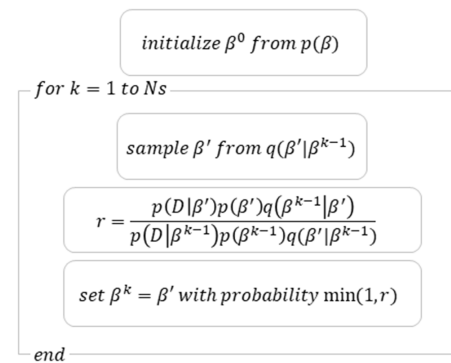 initialize β⁰ from p(β)
for k = 1 to Ns
sample β′ from q(β′|βᵏ⁻¹)
r = p(D|β′)p(β′)q(βᵏ⁻¹|β′) / p(D|βᵏ⁻¹)p(βᵏ⁻¹)q(β′|βᵏ⁻¹)
set βᵏ = β′ with probability min(1,r)
end